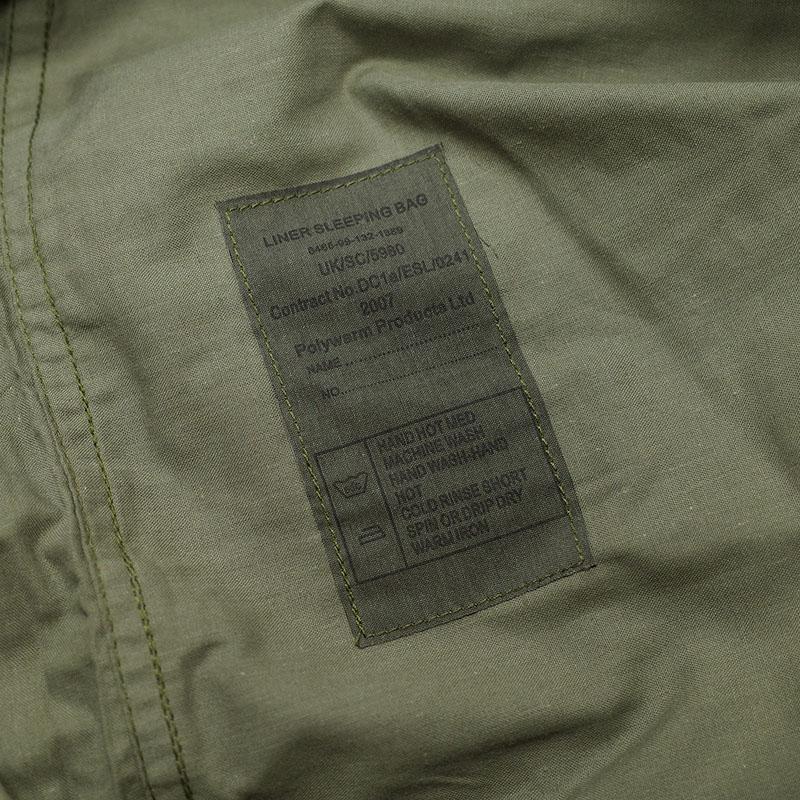 LINER SLEEPING BAG
8465-99-132-1989
UK/SC/5980
Contract No.DC1a/ESL/0241
2007
Polywarm Products Ltd
NAME
NO.
HAND HOT MED
MACHINE WASH
HAND WASH-HAND
HOT
COLD RINSE SHORT
SPIN OR DRIP DRY
WARM IRON